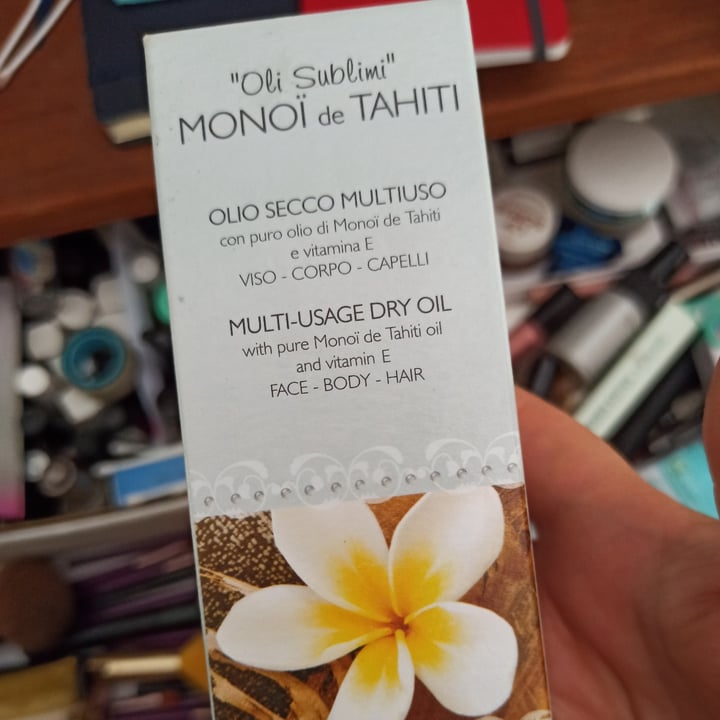 "Oli Sublimi"
MONOÏ de TAHITI
OLIO SECCO MULTIUSO
con puro olio di Monoï de Tahiti
e vitamina E
VISO - CORPO - CAPELLI
MULTI-USAGE DRY OIL
with pure Monoï de Tahiti oil
and vitamin E
FACE - BODY - HAIR